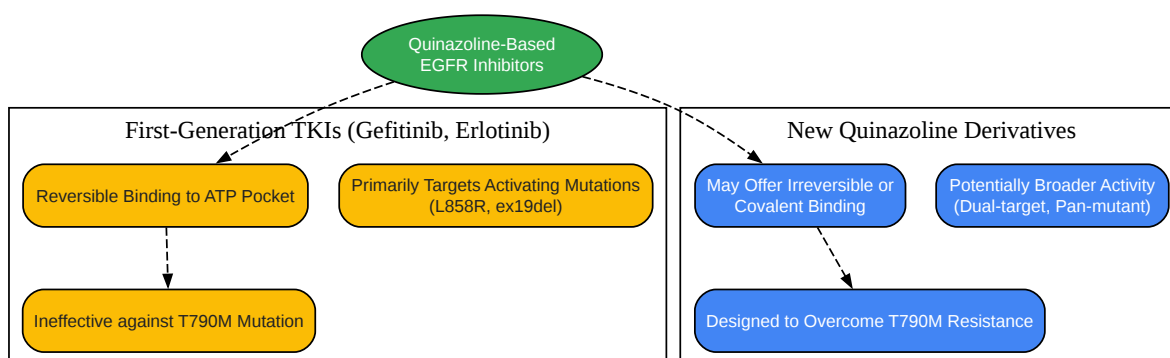 Quinazoline-Based
EGFR Inhibitors
First-Generation TKIs (Gefitinib, Erlotinib)
Reversible Binding to ATP Pocket
Primarily Targets Activating Mutations
(L858R, ex19del)
Ineffective against T790M Mutation
New Quinazoline Derivatives
May Offer Irreversible or
Covalent Binding
Potentially Broader Activity
(Dual-target, Pan-mutant)
Designed to Overcome T790M Resistance